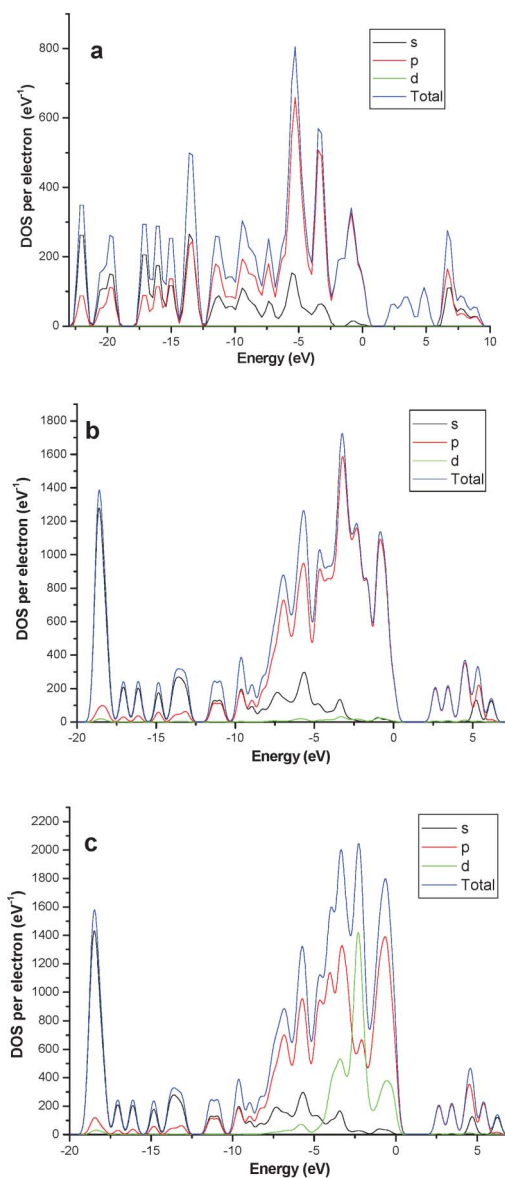 a
s
p
d
Total
DOS per electron (eV⁻¹)
800
600
400
200
0
-20 -15 -10 -5 0 5 10
Energy (eV)
b
s
p
d
Total
DOS per electron (eV⁻¹)
1800
1600
1400
1200
1000
800
600
400
200
0
-20 -15 -10 -5 0 5
Energy (eV)
c
s
p
d
Total
DOS per electron (eV⁻¹)
2200
2000
1800
1600
1400
1200
1000
800
600
400
200
0
-20 -15 -10 -5 0 5
Energy (eV)